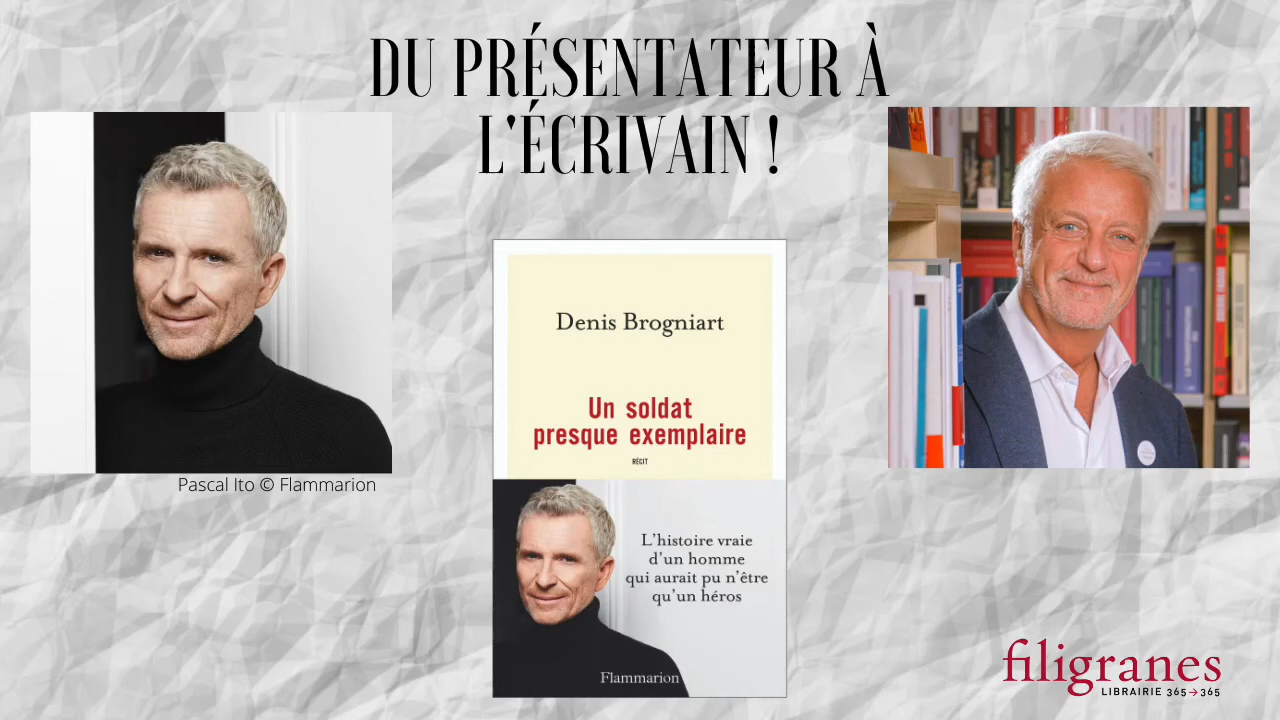 DU PRÉSENTATEUR À
L'ÉCRIVAIN !
Pascal Ito © Flammarion
Denis Brogniart
Un soldat
presque exemplaire
RÉCIT
L'histoire vraie
d'un homme
qui aurait pu n'être
qu'un héros
Flammarion
filigranes
LIBRAIRIE 365→365